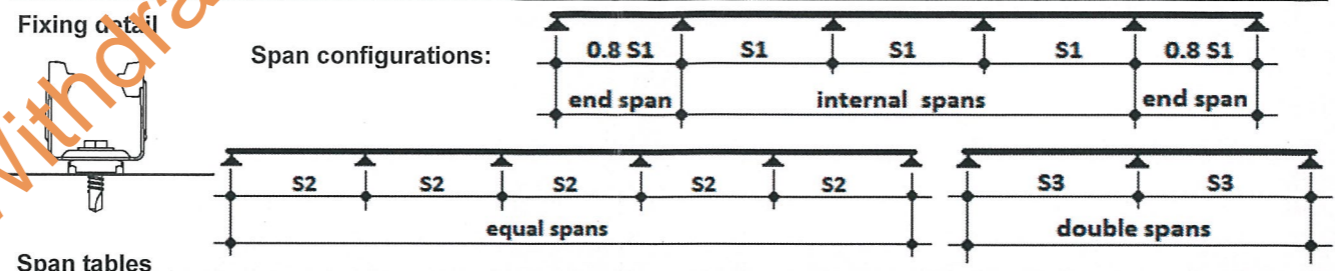 Fixing detail
Span configurations:
0.8 S1 S1 S1 S1 0.8 S1
end span internal spans end span
S2 S2 S2 S2 S2
equal spans
S3 S3
double spans
Span tables